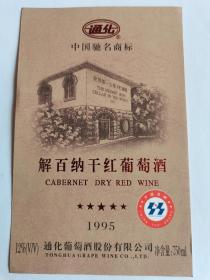 通化
中国驰名商标
解百纳干红葡萄酒
CABERNET DRY RED WINE
★★★★★
1995
12%(V/V) 通化葡萄酒股份有限公司 净含量:750ml
TONGHUA GRAPE WINE CO.,LTD.